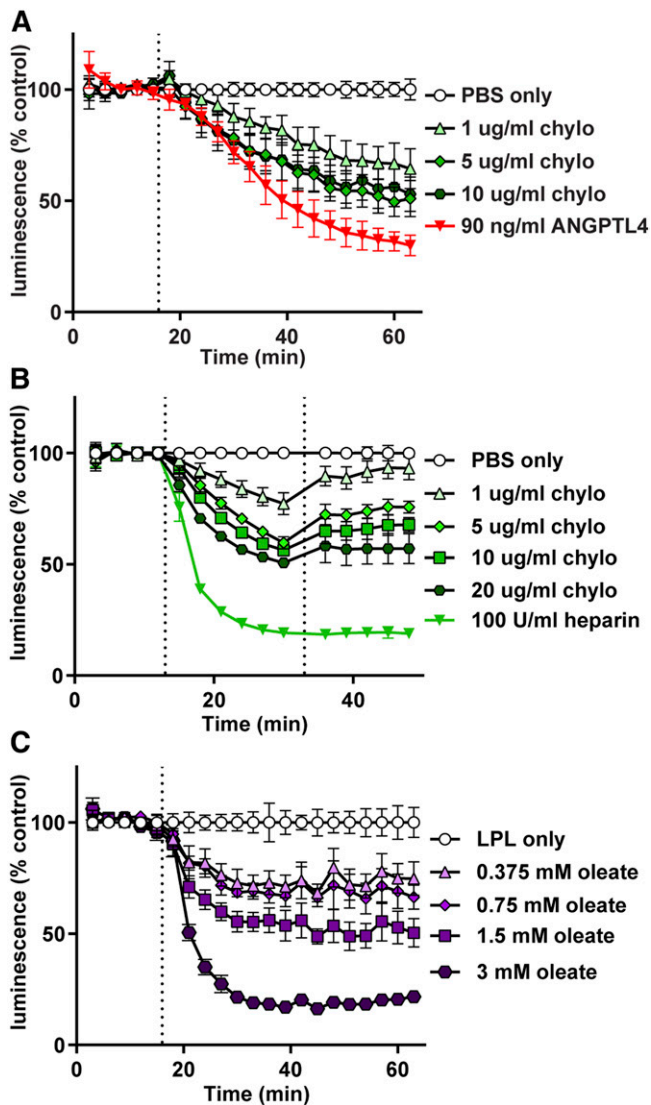 A
luminescence (% control)
100
50
0
0
20
40
60
Time (min)
PBS only
1 ug/ml chylo
5 ug/ml chylo
10 ug/ml chylo
90 ng/ml ANGPTL4
B
luminescence (% control)
100
50
0
0
20
40
Time (min)
PBS only
1 ug/ml chylo
5 ug/ml chylo
10 ug/ml chylo
20 ug/ml chylo
100 U/ml heparin
C
luminescence (% control)
100
50
0
0
20
40
60
Time (min)
LPL only
0.375 mM oleate
0.75 mM oleate
1.5 mM oleate
3 mM oleate